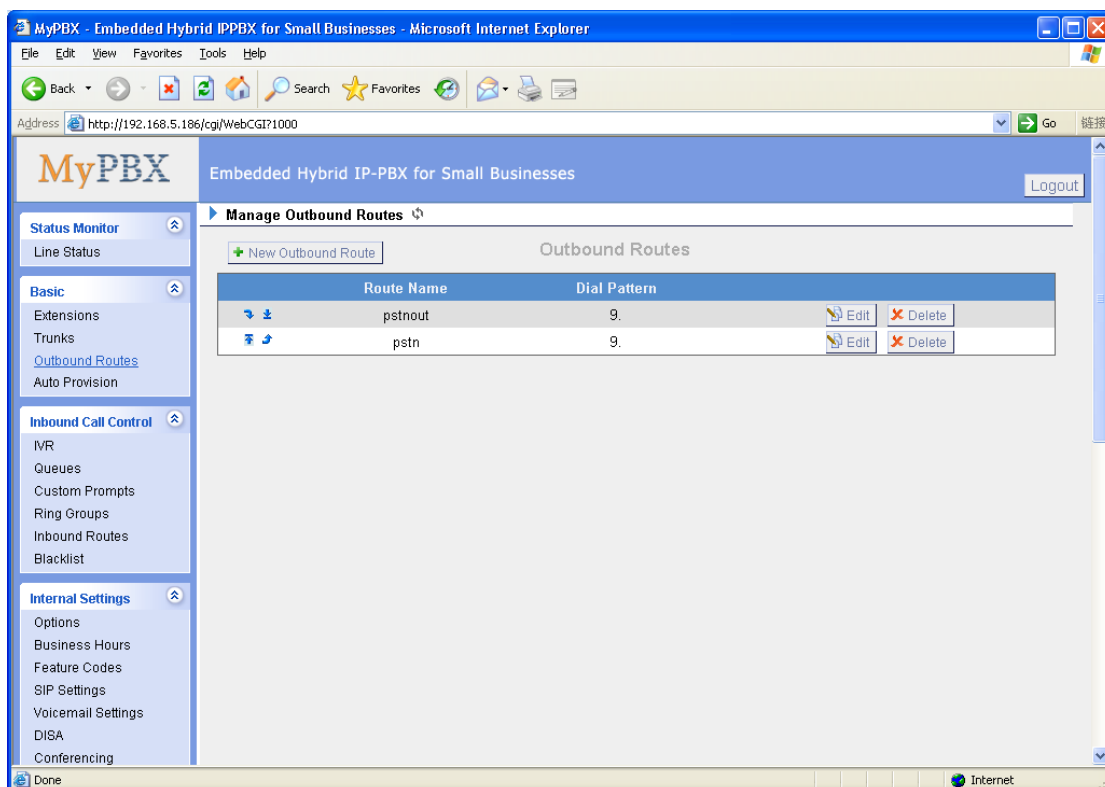 MyPBX - Embedded Hybrid IPPBX for Small Businesses - Microsoft Internet Explorer
File Edit View Favorites Tools Help
Back Search Favorites
Address http://192.168.5.186/cgi/WebCGI?1000 Go 链接
MyPBX
Embedded Hybrid IP-PBX for Small Businesses
Logout
Status Monitor
Line Status
Basic
Extensions
Trunks
Outbound Routes
Auto Provision
Inbound Call Control
IVR
Queues
Custom Prompts
Ring Groups
Inbound Routes
Blacklist
Internal Settings
Options
Business Hours
Feature Codes
SIP Settings
Voicemail Settings
DISA
Conferencing
Manage Outbound Routes
New Outbound Route Outbound Routes
Route Name Dial Pattern
pstnout 9. Edit Delete
pstn 9. Edit Delete
Done Internet